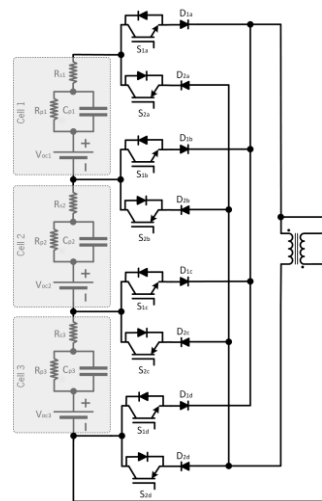 D1a
S1a
Rs1
D2a
Cell 1
Rp1
Cp1
S2a
Voc1
D1b
S1b
Rs2
D2b
Cell 2
Rp2
Cp2
S2b
Voc2
D1c
S1c
Rs3
D2c
Cell 3
Rp3
Cp3
S2c
Voc3
D1d
S1d
D2d
S2d